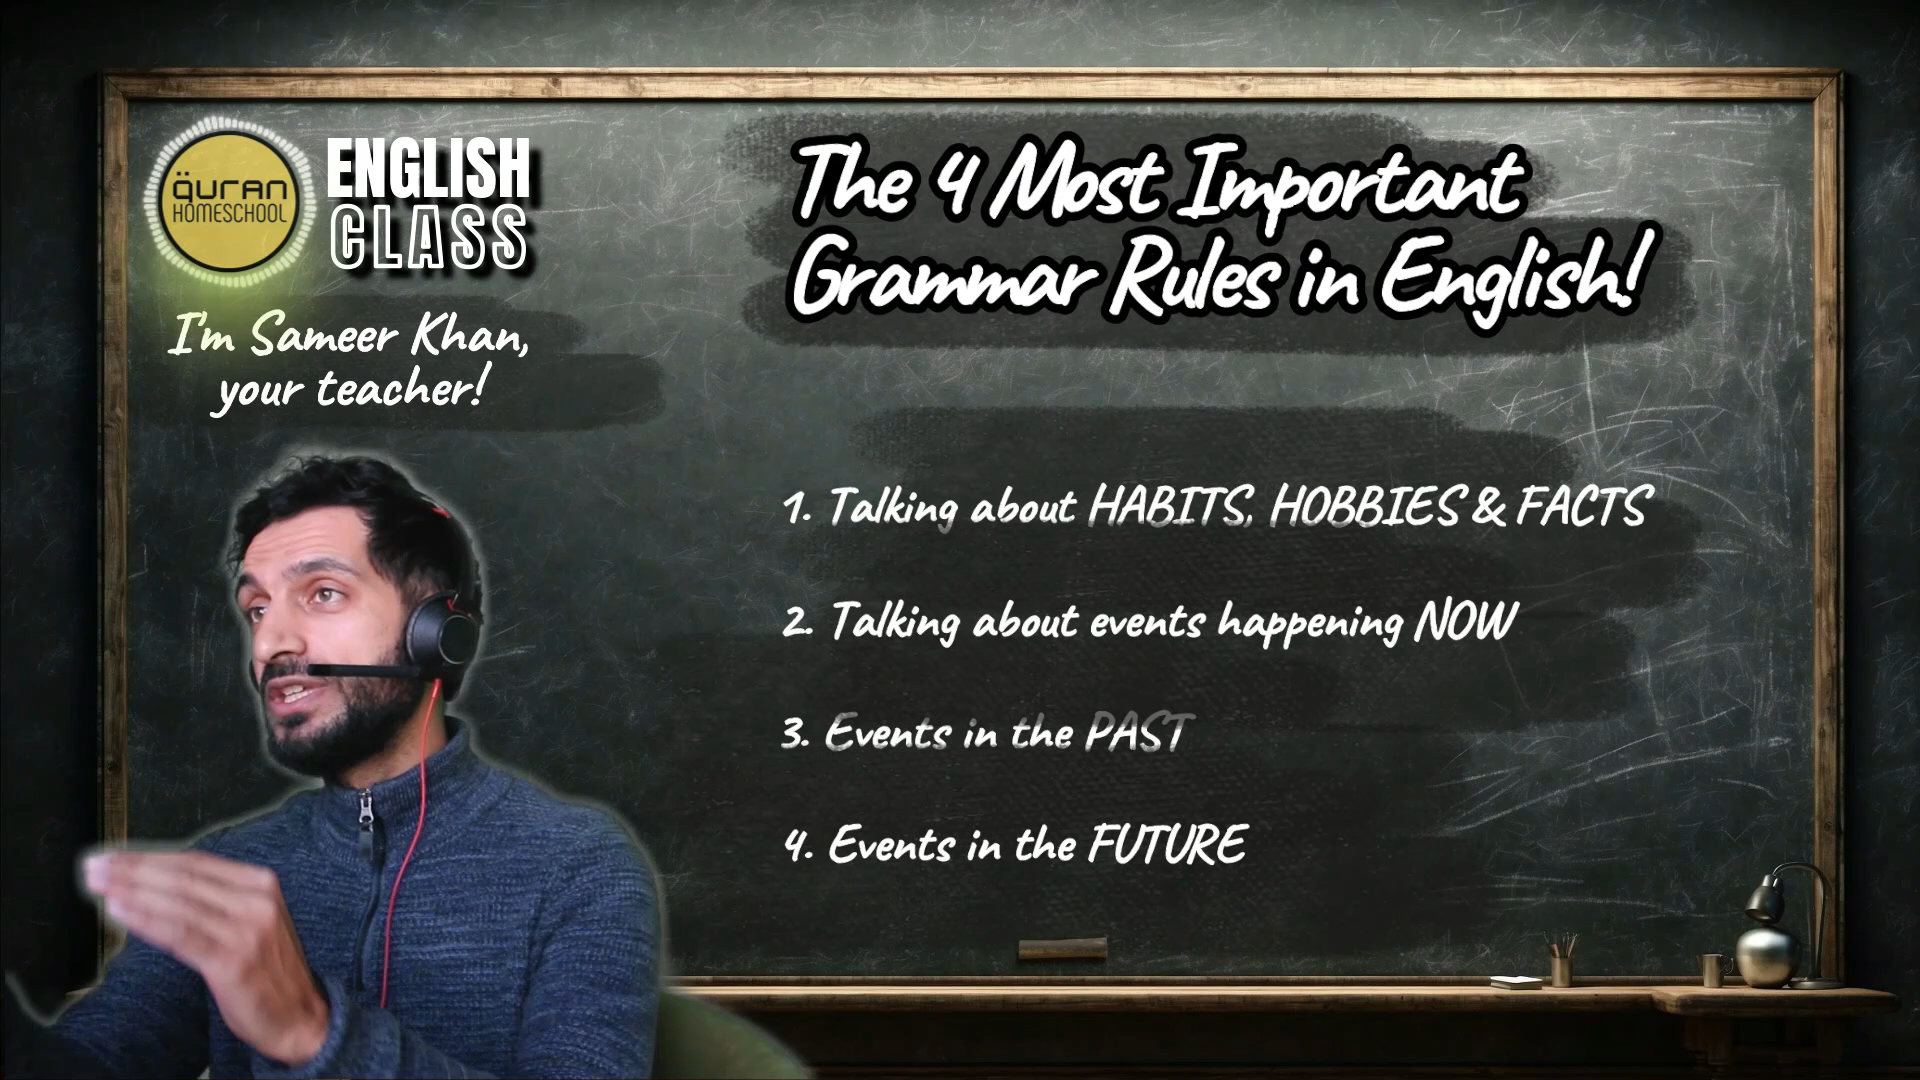 quran
HOMESCHOOL
ENGLISH
CLASS
I'm Sameer Khan,
your teacher!
The 4 Most Important
Grammar Rules in English!
1. Talking about HABITS, HOBBIES & FACTS
2. Talking about events happening NOW
3. Events in the PAST
4. Events in the FUTURE